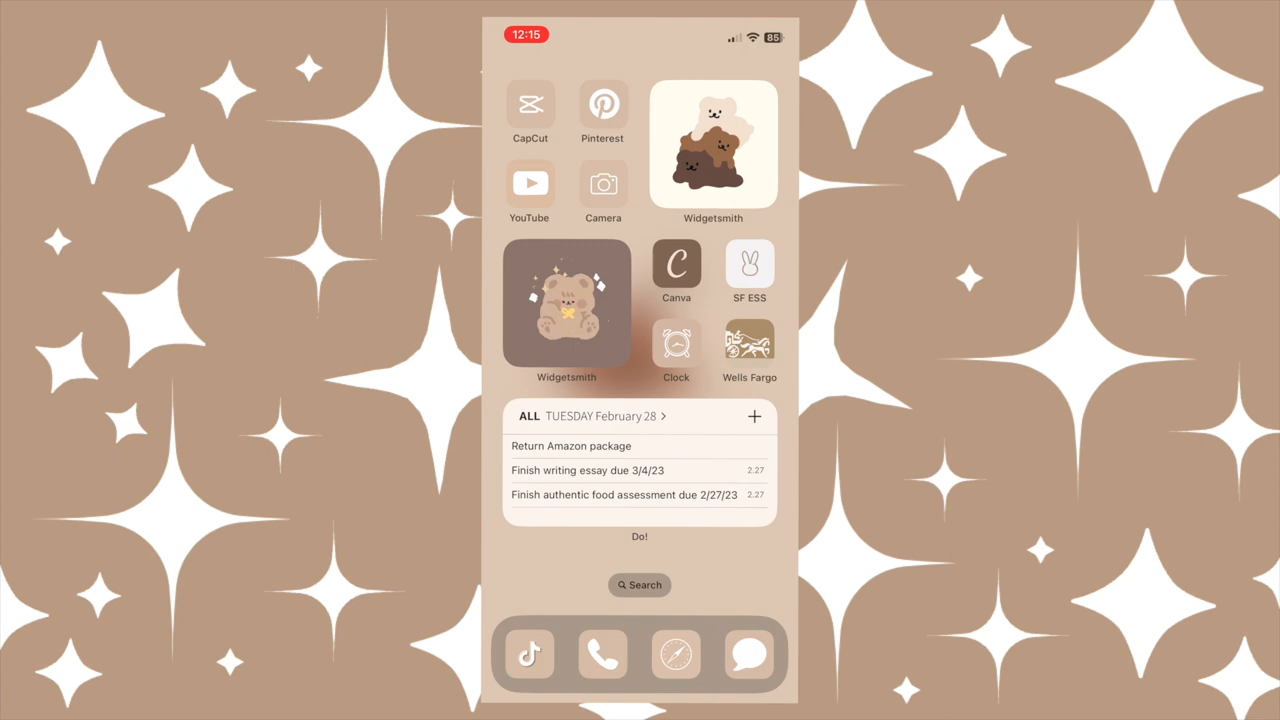 12:15
85
CapCut
Pinterest
YouTube
Camera
Widgetsmith
C
Canva
SF ESS
Widgetsmith
Clock
Wells Fargo
ALL TUESDAY February 28 >
Return Amazon package
Finish writing essay due 3/4/23 2.27
Finish authentic food assessment due 2/27/23 2.27
Do!
Search